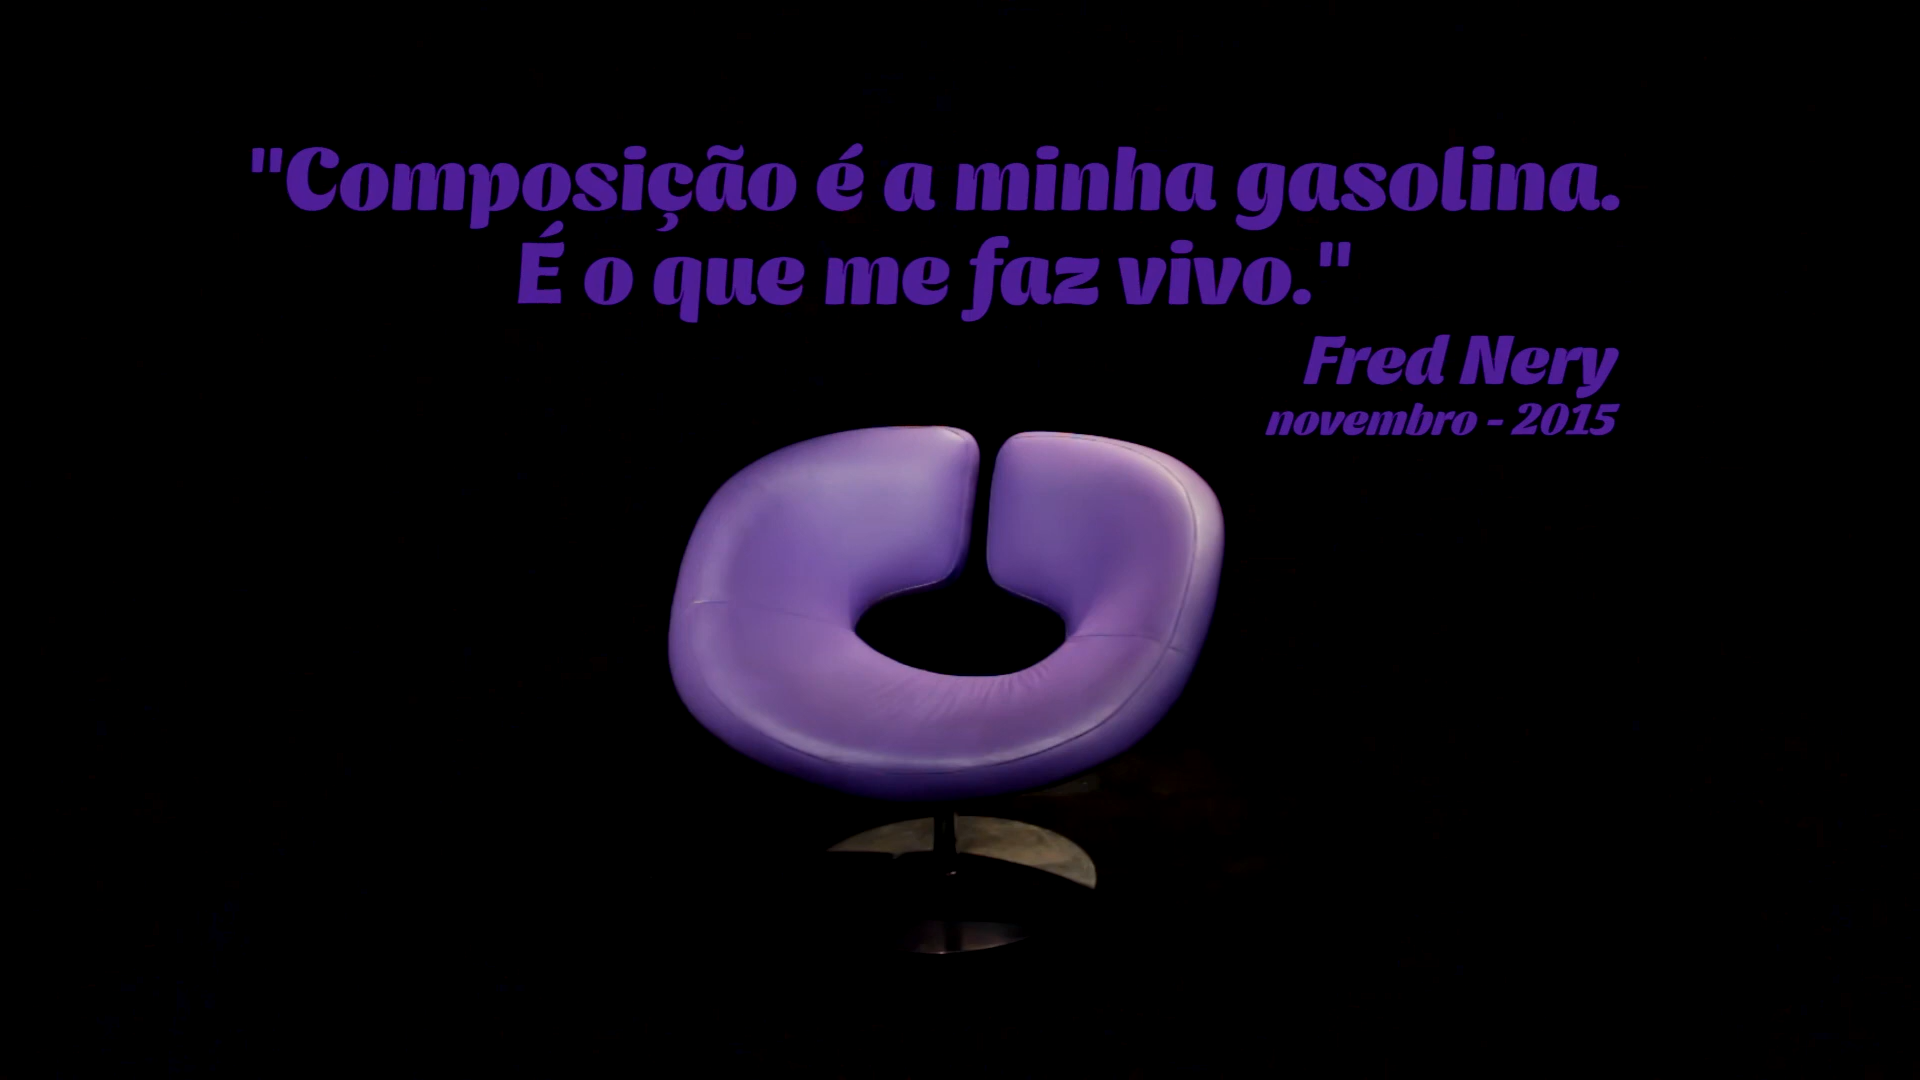 "Composição é a minha gasolina.
É o que me faz vivo."
Fred Nery
novembro - 2015